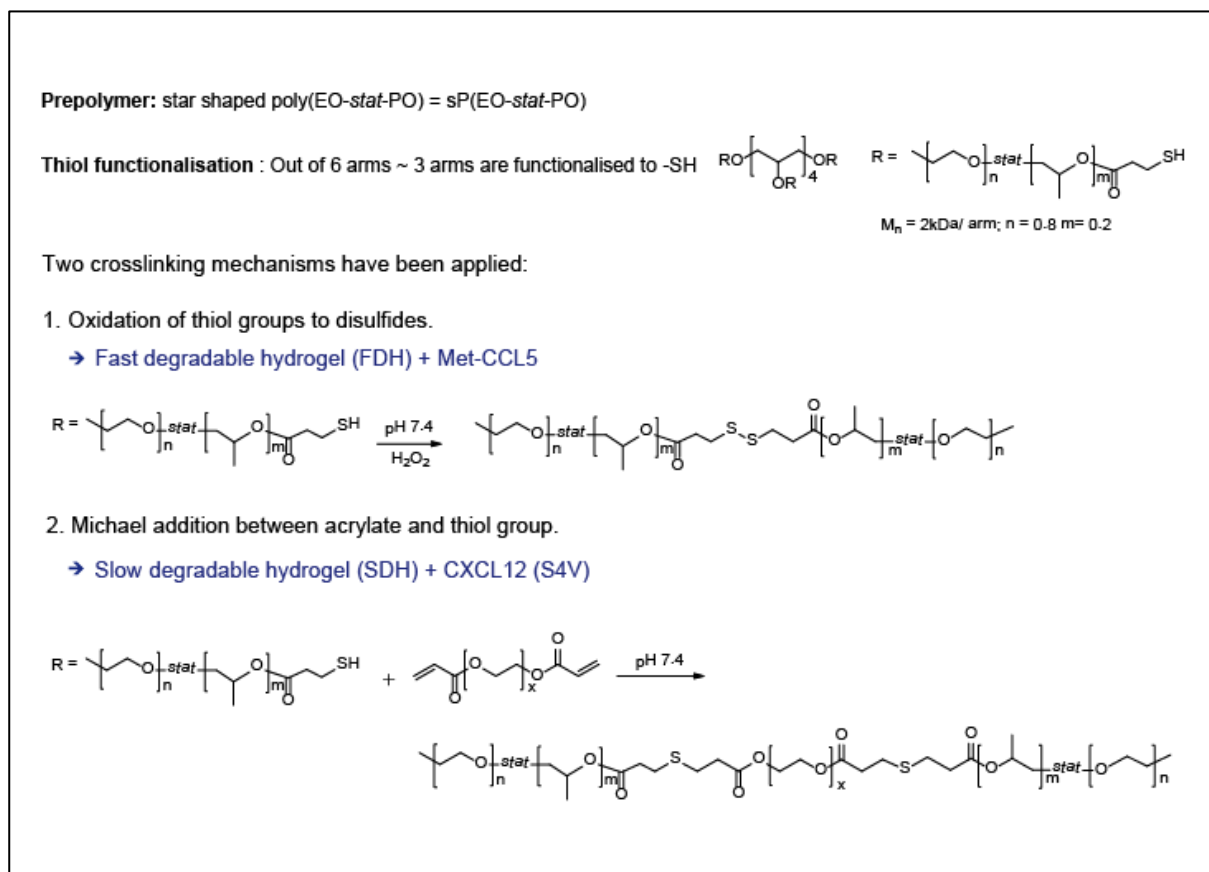 Prepolymer: star shaped poly(EO-stat-PO) = sP(EO-stat-PO)
Thiol functionalisation : Out of 6 arms ~ 3 arms are functionalised to -SH RO OR OR 4 R = O stat n O m O SH
Mn = 2kDa/ arm; n = 0.8 m= 0.2
Two crosslinking mechanisms have been applied:
1. Oxidation of thiol groups to disulfides.
→ Fast degradable hydrogel (FDH) + Met-CCL5
R = O stat n O m O SH pH 7.4 H2O2 O stat n O m O S S O O m stat O n
2. Michael addition between acrylate and thiol group.
→ Slow degradable hydrogel (SDH) + CXCL12 (S4V)
R = O stat n O m O SH + O O x O O pH 7.4
O stat n O m O S O O O x O S O O m stat O n